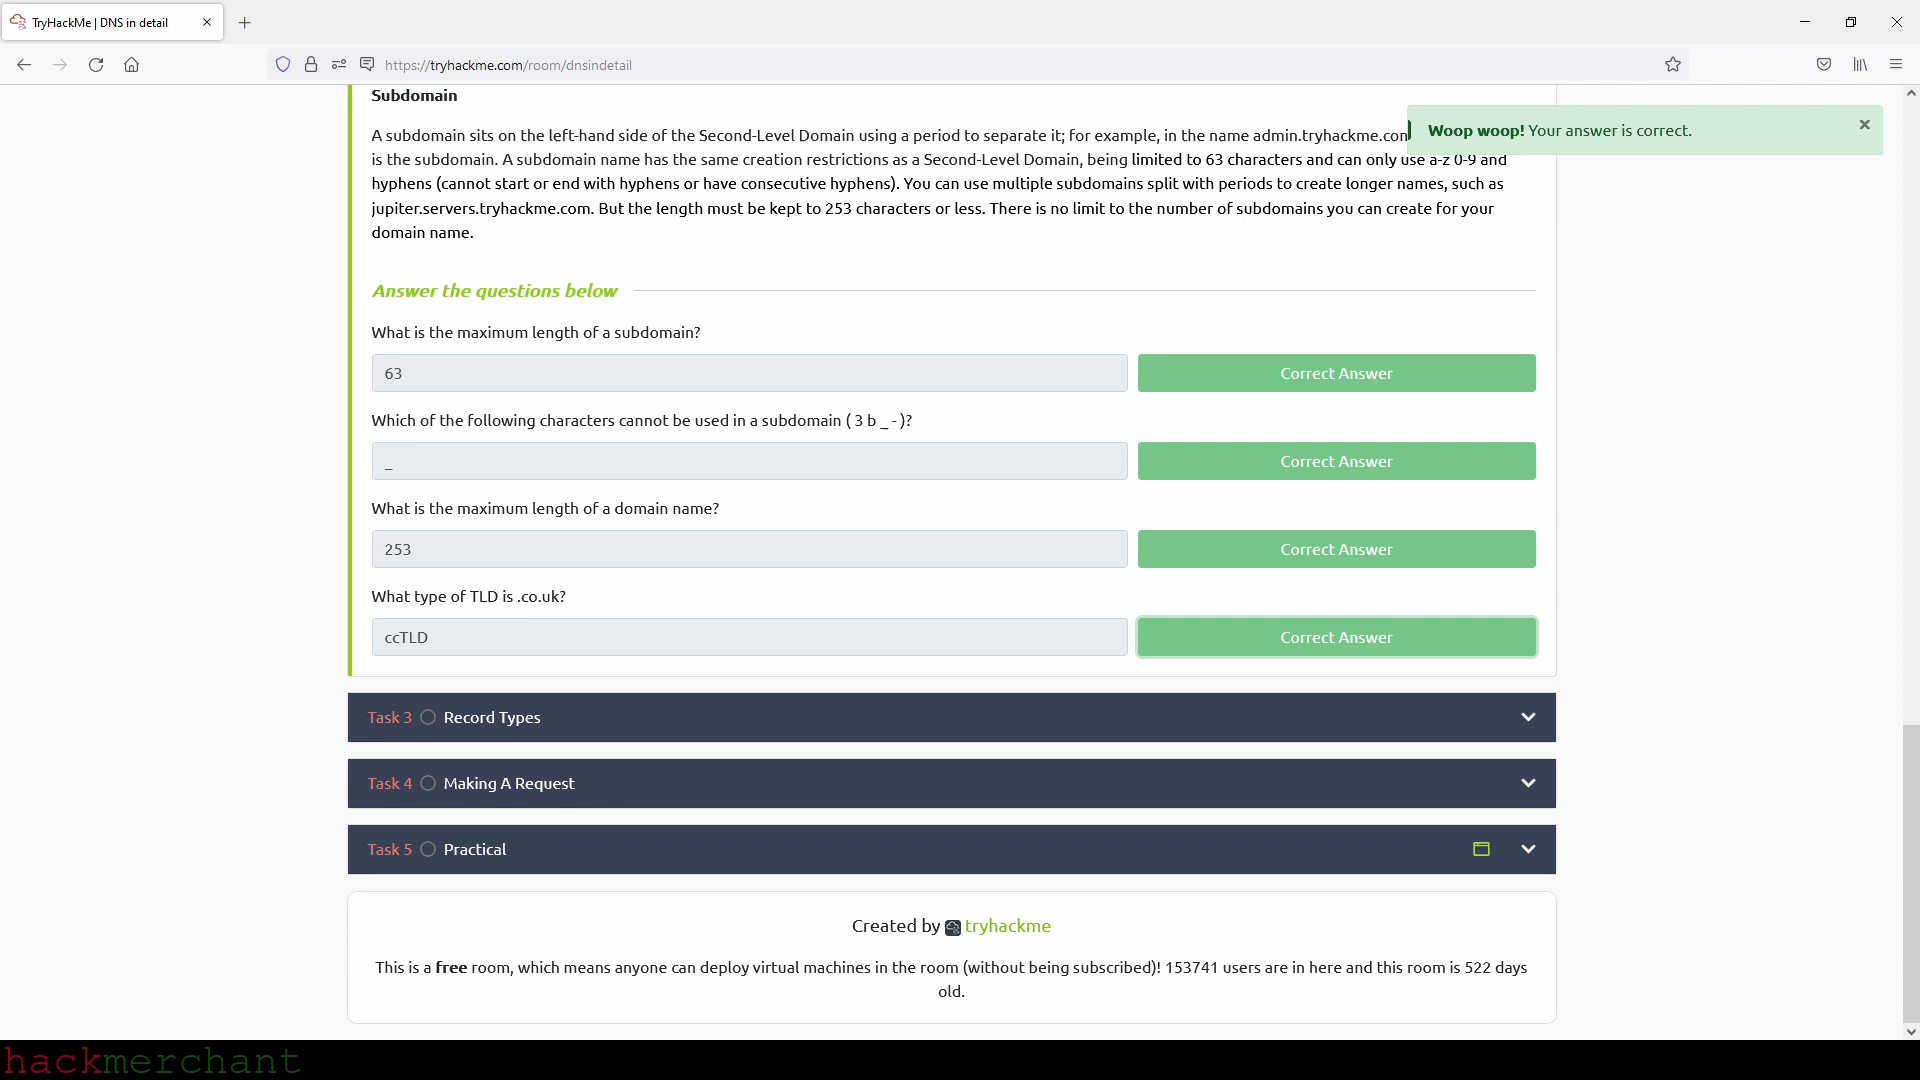 TryHackMe | DNS in detail
https://tryhackme.com/room/dnsindetail
Subdomain
Woop woop! Your answer is correct.
A subdomain sits on the left-hand side of the Second-Level Domain using a period to separate it; for example, in the name admin.tryhackme.com
is the subdomain. A subdomain name has the same creation restrictions as a Second-Level Domain, being limited to 63 characters and can only use a-z 0-9 and
hyphens (cannot start or end with hyphens or have consecutive hyphens). You can use multiple subdomains split with periods to create longer names, such as
jupiter.servers.tryhackme.com. But the length must be kept to 253 characters or less. There is no limit to the number of subdomains you can create for your
domain name.
Answer the questions below
What is the maximum length of a subdomain?
63 Correct Answer
Which of the following characters cannot be used in a subdomain ( 3 b _ - )?
_ Correct Answer
What is the maximum length of a domain name?
253 Correct Answer
What type of TLD is .co.uk?
ccTLD Correct Answer
Task 3 Record Types
Task 4 Making A Request
Task 5 Practical
Created by tryhackme
This is a free room, which means anyone can deploy virtual machines in the room (without being subscribed)! 153741 users are in here and this room is 522 days
old.
hackmerchant